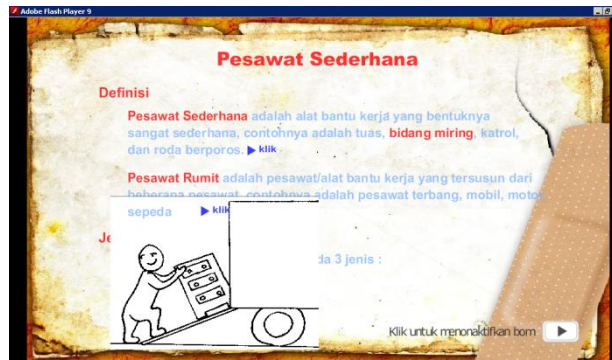 Adobe Flash Player 9
Pesawat Sederhana
Definisi
Pesawat Sederhana adalah alat bantu kerja yang bentuknya
sangat sederhana, contohnya adalah tuas, bidang miring, katrol,
dan roda berporos. klik
Pesawat Rumit adalah pesawat/alat bantu kerja yang tersusun dari
beberapa pesawat, contohnya adalah pesawat terbang, mobil, moto
sepeda klik
Je
da 3 jenis :
Klik untuk menonaktifkan bom